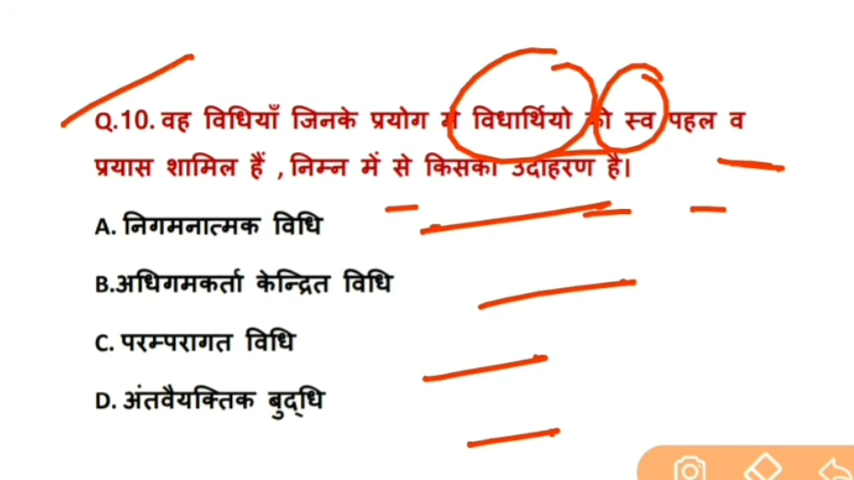 Q.10. वह विधियाँ जिनके प्रयोग में विधार्थियो की स्व पहल व
प्रयास शामिल हैं , निम्न में से किसका उदाहरण है।
A. निगमनात्मक विधि
B.अधिगमकर्ता केन्द्रित विधि
C. परम्परागत विधि
D. अंतवैयक्तिक बुद्धि